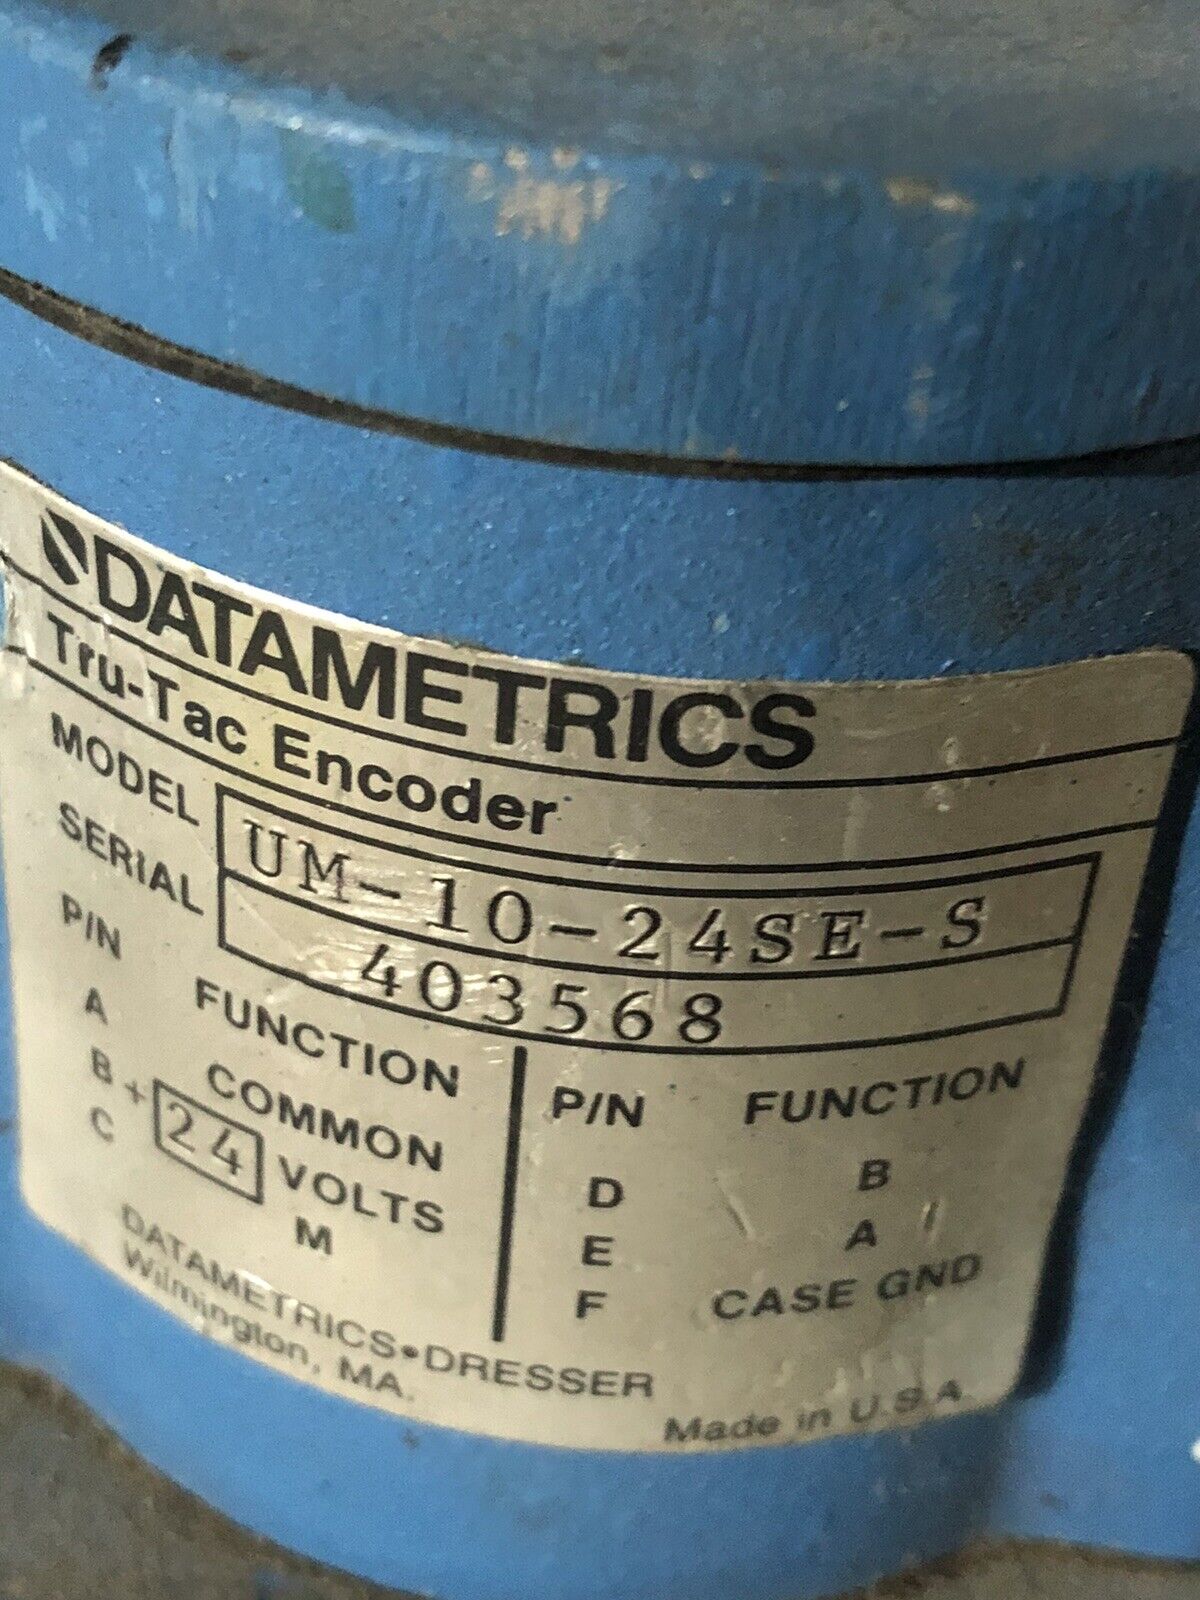 DATAMETRICS
Tru-Tac Encoder
MODEL UM-10-24SE-S
SERIAL 403568
P/N FUNCTION P/N FUNCTION
A COMMON D B
B +24 VOLTS E A
C M F CASE GND
DATAMETRICS•DRESSER
Wilmington, MA.
Made in U.S.A.